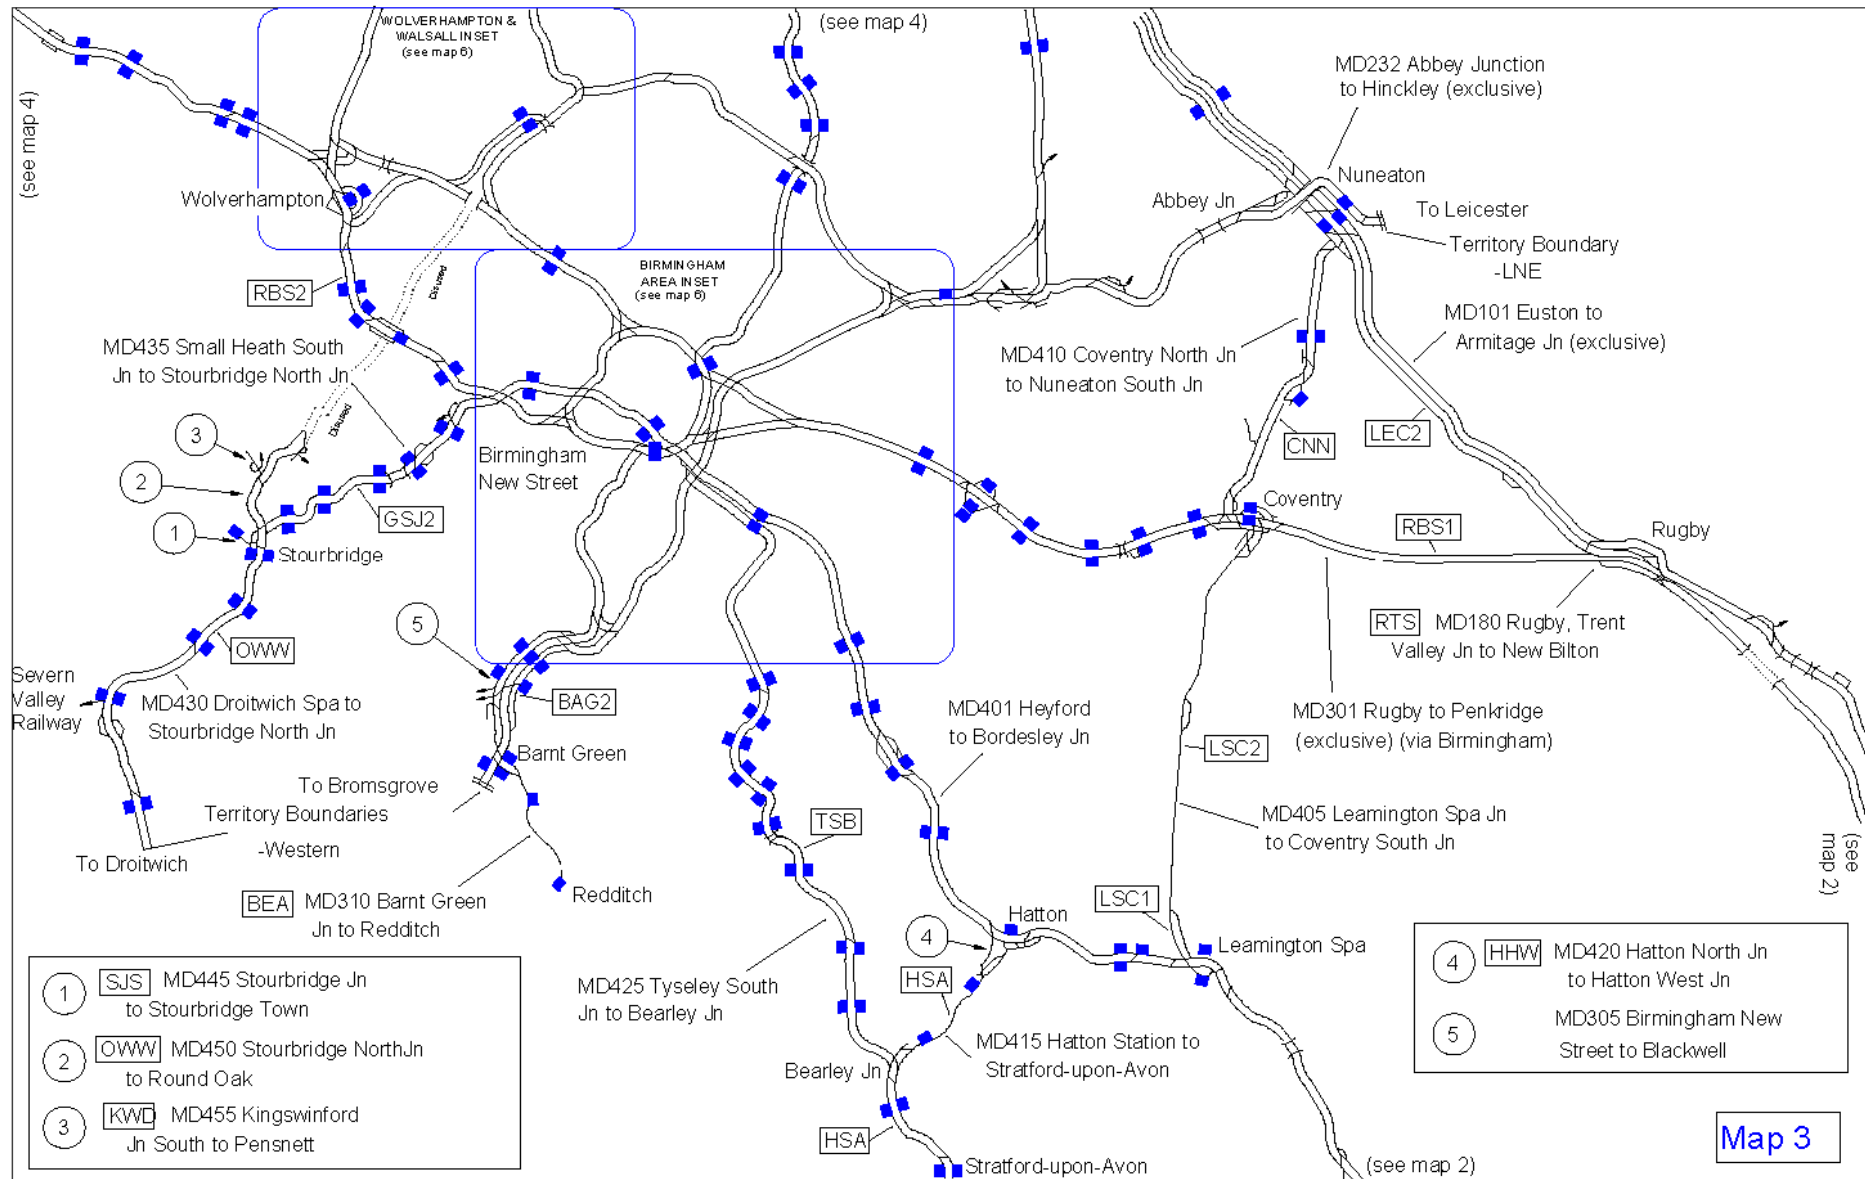 WOLVERHAMPTON &
WALSALL INSET
(see map 6)
(see map 4)
(see map 4)
MD232 Abbey Junction
to Hinckley (exclusive)
Nuneaton
Wolverhampton
Abbey Jn
To Leicester
Territory Boundary
-LNE
BIRMINGHAM
AREA INSET
(see map 6)
Disused
RBS2
MD435 Small Heath South
Jn to Stourbridge North Jn
MD101 Euston to
Armitage Jn (exclusive)
MD410 Coventry North Jn
to Nuneaton South Jn
Disused
3
LEC2
CNN
Birmingham
New Street
2
Coventry
GSJ2
1
RBS1
Rugby
Stourbridge
5
RTS MD180 Rugby, Trent
Valley Jn to New Bilton
OWW
Severn
Valley
Railway
MD430 Droitwich Spa to
Stourbridge North Jn
BAG2
MD401 Heyford
to Bordesley Jn
MD301 Rugby to Penkridge
(exclusive) (via Birmingham)
LSC2
Barnt Green
To Bromsgrove
Territory Boundaries
-Western
MD405 Leamington Spa Jn
to Coventry South Jn
TSB
To Droitwich
(see
map 2)
BEA MD310 Barnt Green
Jn to Redditch
Redditch
LSC1
Hatton
4
Leamington Spa
HSA
MD425 Tyseley South
Jn to Bearley Jn
MD415 Hatton Station to
Stratford-upon-Avon
Bearley Jn
HSA
Stratford-upon-Avon
(see map 2)
1 SJS MD445 Stourbridge Jn
to Stourbridge Town
2 OWW MD450 Stourbridge NorthJn
to Round Oak
3 KWD MD455 Kingswinford
Jn South to Pensnett
4 HHW MD420 Hatton North Jn
to Hatton West Jn
5 MD305 Birmingham New
Street to Blackwell
Map 3